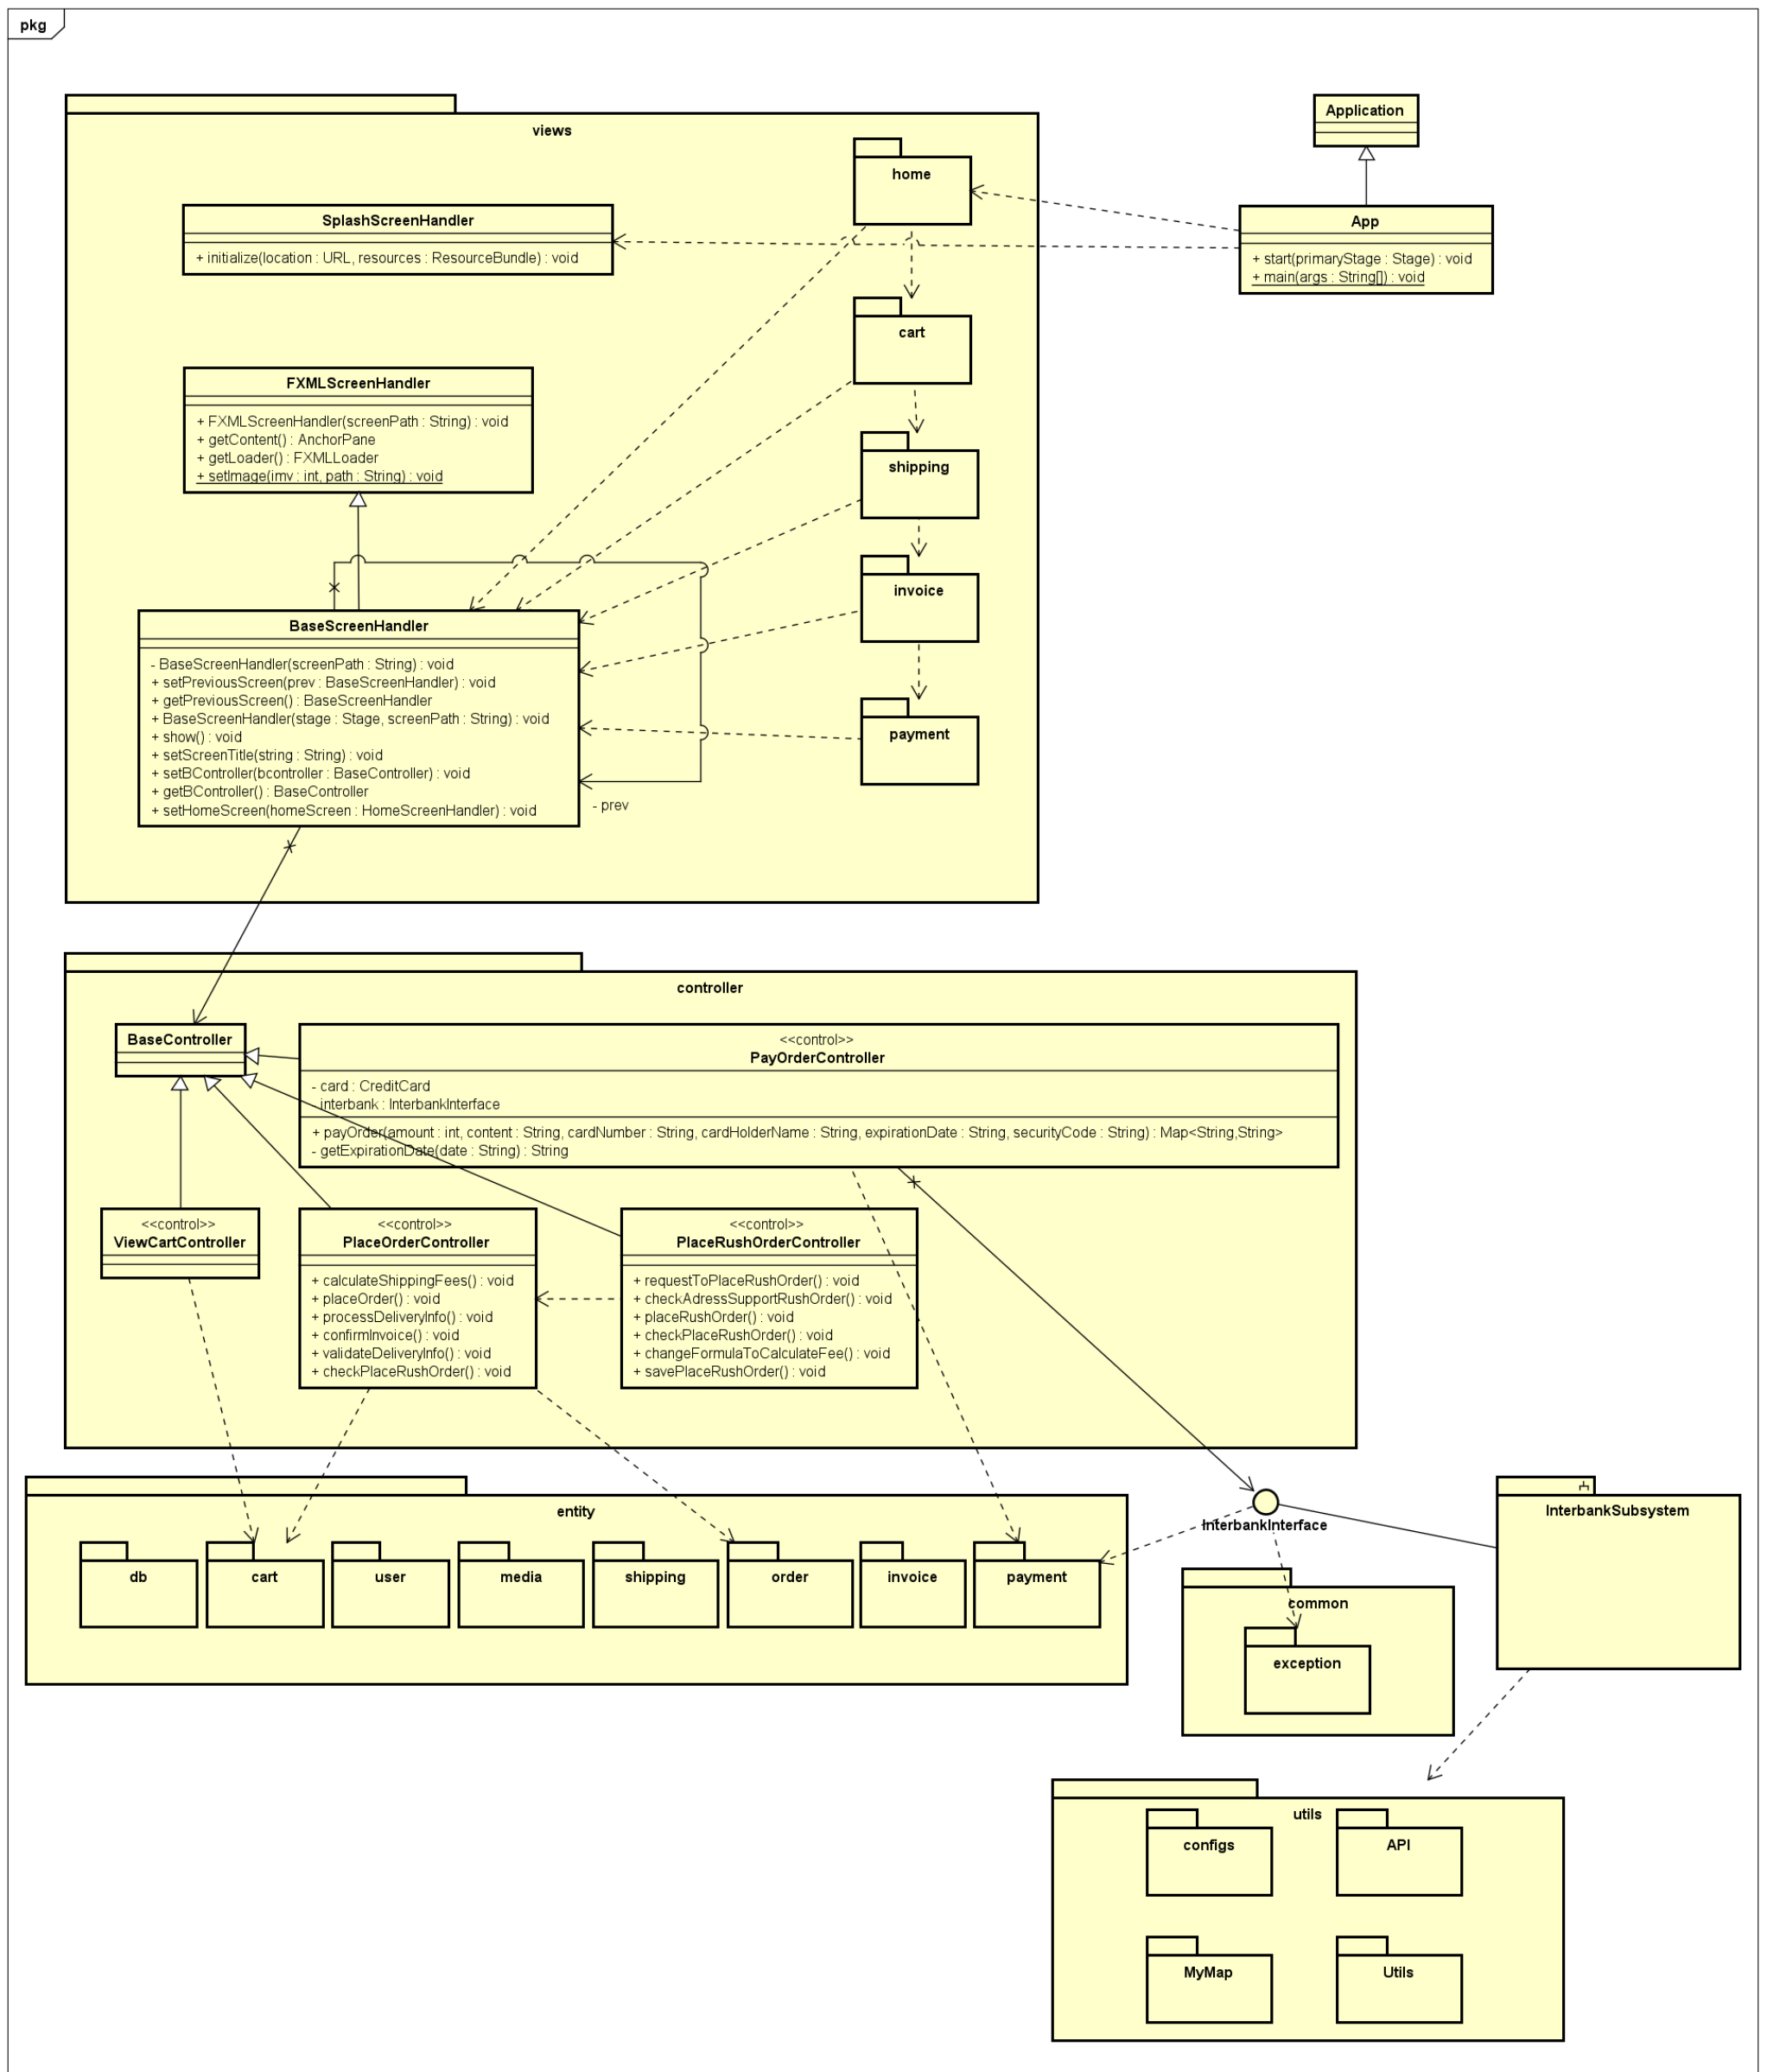 pkg
views
home
SplashScreenHandler
+ initialize(location : URL, resources : ResourceBundle) : void
Application
App
+ start(primaryStage : Stage) : void
+ main(args : String[]) : void
cart
FXMLScreenHandler
+ FXMLScreenHandler(screenPath : String) : void
+ getContent() : AnchorPane
+ getLoader() : FXMLLoader
+ setImage(imv : int, path : String) : void
shipping
invoice
BaseScreenHandler
- BaseScreenHandler(screenPath : String) : void
+ setPreviousScreen(prev : BaseScreenHandler) : void
+ getPreviousScreen() : BaseScreenHandler
+ BaseScreenHandler(stage : Stage, screenPath : String) : void
+ show() : void
+ setScreenTitle(string : String) : void
+ setBController(bcontroller : BaseController) : void
+ getBController() : BaseController
+ setHomeScreen(homeScreen : HomeScreenHandler) : void
payment
- prev
controller
BaseController
<<control>>
PayOrderController
- card : CreditCard
- interbank : InterbankInterface
+ payOrder(amount : int, content : String, cardNumber : String, cardHolderName : String, expirationDate : String, securityCode : String) : Map<String,String>
- getExpirationDate(date : String) : String
<<control>>
ViewCartController
<<control>>
PlaceOrderController
+ calculateShippingFees() : void
+ placeOrder() : void
+ processDeliveryInfo() : void
+ confirmInvoice() : void
+ validateDeliveryInfo() : void
+ checkPlaceRushOrder() : void
<<control>>
PlaceRushOrderController
+ requestToPlaceRushOrder() : void
+ checkAdressSupportRushOrder() : void
+ placeRushOrder() : void
+ checkPlaceRushOrder() : void
+ changeFormulaToCalculateFee() : void
+ savePlaceRushOrder() : void
entity
db
cart
user
media
shipping
order
invoice
payment
InterbankInterface
InterbankSubsystem
common
exception
utils
configs
API
MyMap
Utils